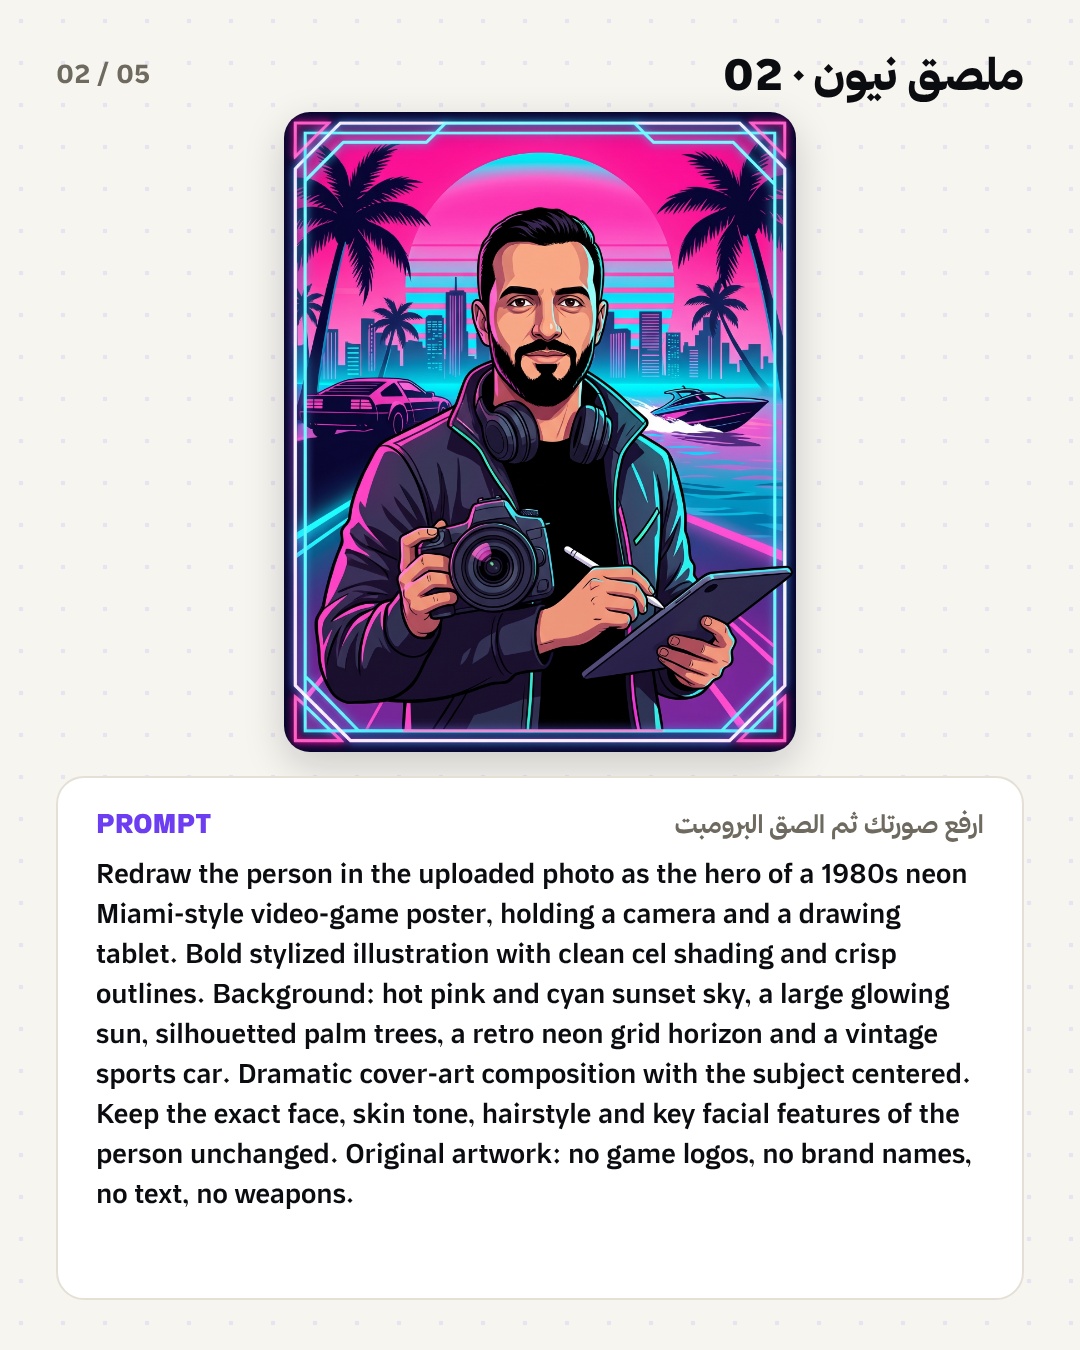 ملصق نيون · 02
02 / 05
PROMPT
ارفع صورتك ثم الصق البرومبت
Redraw the person in the uploaded photo as the hero of a 1980s neon
Miami-style video-game poster, holding a camera and a drawing
tablet. Bold stylized illustration with clean cel shading and crisp
outlines. Background: hot pink and cyan sunset sky, a large glowing
sun, silhouetted palm trees, a retro neon grid horizon and a vintage
sports car. Dramatic cover-art composition with the subject centered.
Keep the exact face, skin tone, hairstyle and key facial features of the
person unchanged. Original artwork: no game logos, no brand names,
no text, no weapons.